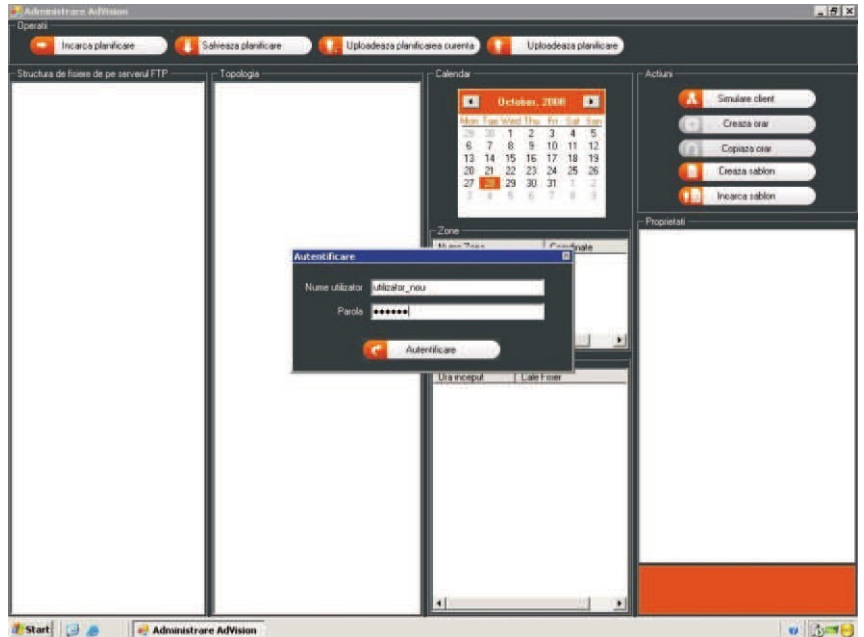 Administrare AdVision
Operatii
Incarca planificare
Salveaza planificare
Uploadeaza planificarea curenta
Uploadeaza planificare
Structura de fisiere de pe serverul FTP
Topologia
Calendar
Actiuni
October, 2008
Mon Tue Wed Thu Fri Sat Sun
29 30 1 2 3 4 5
6 7 8 9 10 11 12
13 14 15 16 17 18 19
20 21 22 23 24 25 26
27 28 29 30 31 1 2
3 4 5 6 7 8 9
Simulare client
Creaza orar
Copiaza orar
Creaza sablon
Incarca sablon
Zone
Nume Zona Coordonate
Proprietati
Autentificare
Nume utilizator utilizator_nou
Parola ●●●●●●
Autentificare
Ora inceput Cale Fisier
Start
Administrare AdVision